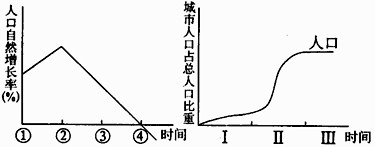 人口自然增长率(%)
① ② ③ ④ 时间
城市人口占总人口比重
人口
Ⅰ Ⅱ Ⅲ 时间